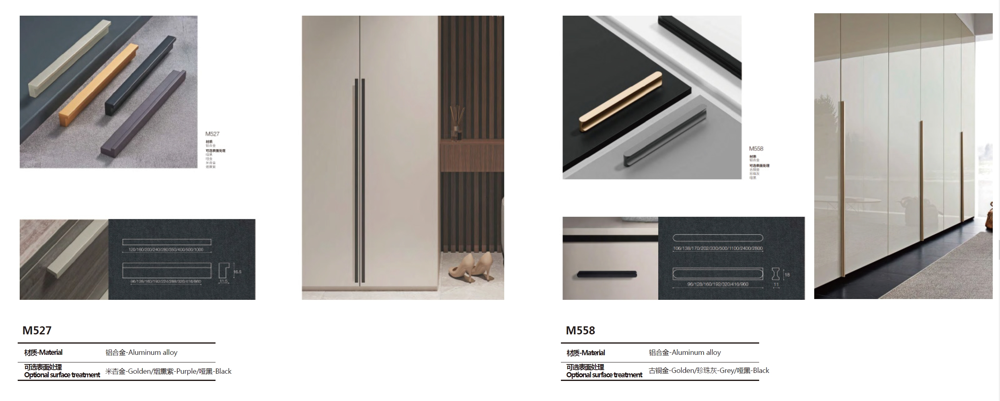 M527
材质
铝合金
可选表面处理
哑黑
哑金
米杏金
烟熏紫
120/160/200/240/280/350/400/500/1000
96/128/160/192/224/288/320/416/960
16.5
11.5
M527
材质-Material 铝合金-Aluminum alloy
可选表面处理
Optional surface treatment 米杏金-Golden/烟熏紫-Purple/哑黑-Black
M558
材质
铝合金
可选表面处理
古铜金
珍珠灰
哑黑
106/138/170/202/330/500/1100/2400/2800
96/128/160/192/320/416/960
18
11
M558
材质-Material 铝合金-Aluminum alloy
可选表面处理
Optional surface treatment 古铜金-Golden/珍珠灰-Grey/哑黑-Black